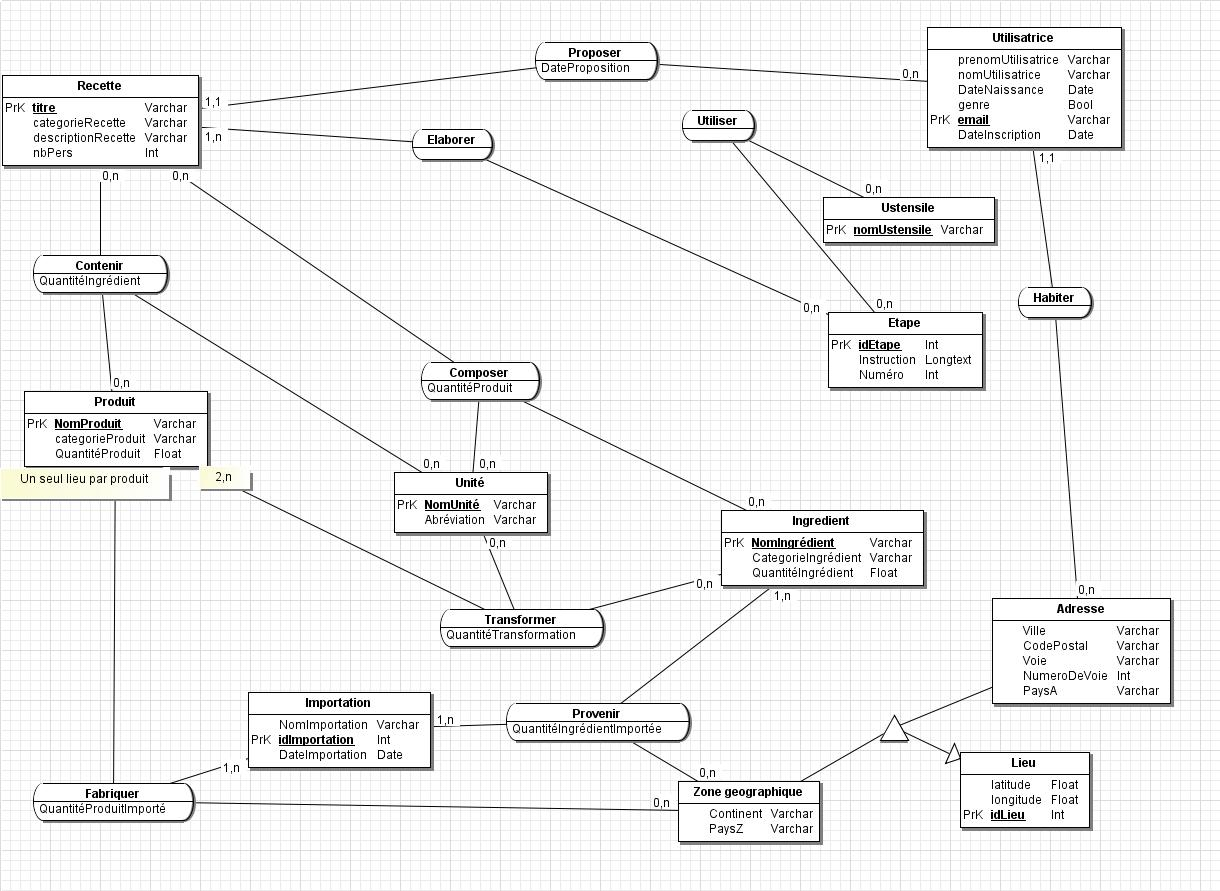 Proposer
DateProposition
0,n
Utilisatrice
prenomUtilisatrice Varchar
nomUtilisatrice Varchar
DateNaissance Date
genre Bool
PrK email Varchar
DateInscription Date
1,1
Recette
PrK titre Varchar
categorieRecette Varchar
descriptionRecette Varchar
nbPers Int
1,1
1,n
0,n
0,n
Elaborer
Utiliser
0,n
Ustensile
PrK nomUstensile Varchar
Contenir
QuantitéIngrédient
0,n
0,n
Etape
PrK idEtape Int
Instruction Longtext
Numéro Int
Habiter
Composer
QuantitéProduit
0,n
Produit
PrK NomProduit Varchar
categorieProduit Varchar
QuantitéProduit Float
Un seul lieu par produit
2,n
0,n
0,n
Unité
PrK NomUnité Varchar
Abréviation Varchar
0,n
0,n
Ingredient
PrK NomIngrédient Varchar
CategorieIngrédient Varchar
QuantitéIngrédient Float
0,n
1,n
Transformer
QuantitéTransformation
0,n
Adresse
Ville Varchar
CodePostal Varchar
Voie Varchar
NumeroDeVoie Int
PaysA Varchar
Importation
NomImportation Varchar
PrK idImportation Int
DateImportation Date
1,n
1,n
Provenir
QuantitéIngrédientImportée
Fabriquer
QuantitéProduitImporté
0,n
0,n
Zone geographique
Continent Varchar
PaysZ Varchar
Lieu
latitude Float
longitude Float
PrK idLieu Int